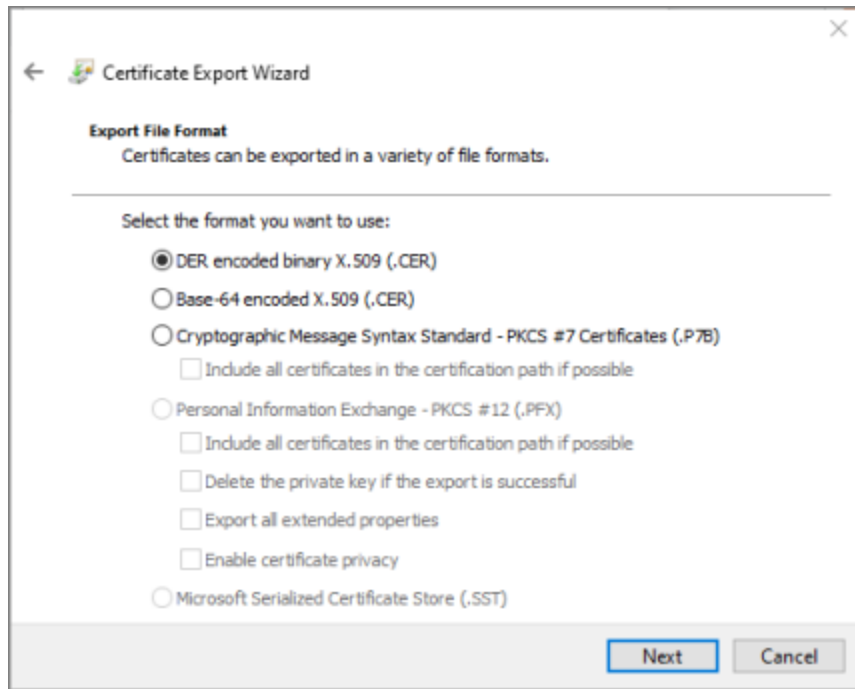 Certificate Export Wizard
Export File Format
Certificates can be exported in a variety of file formats.
Select the format you want to use:
DER encoded binary X.509 (.CER)
Base-64 encoded X.509 (.CER)
Cryptographic Message Syntax Standard - PKCS #7 Certificates (.P7B)
Include all certificates in the certification path if possible
Personal Information Exchange - PKCS #12 (.PFX)
Include all certificates in the certification path if possible
Delete the private key if the export is successful
Export all extended properties
Enable certificate privacy
Microsoft Serialized Certificate Store (.SST)
Next Cancel